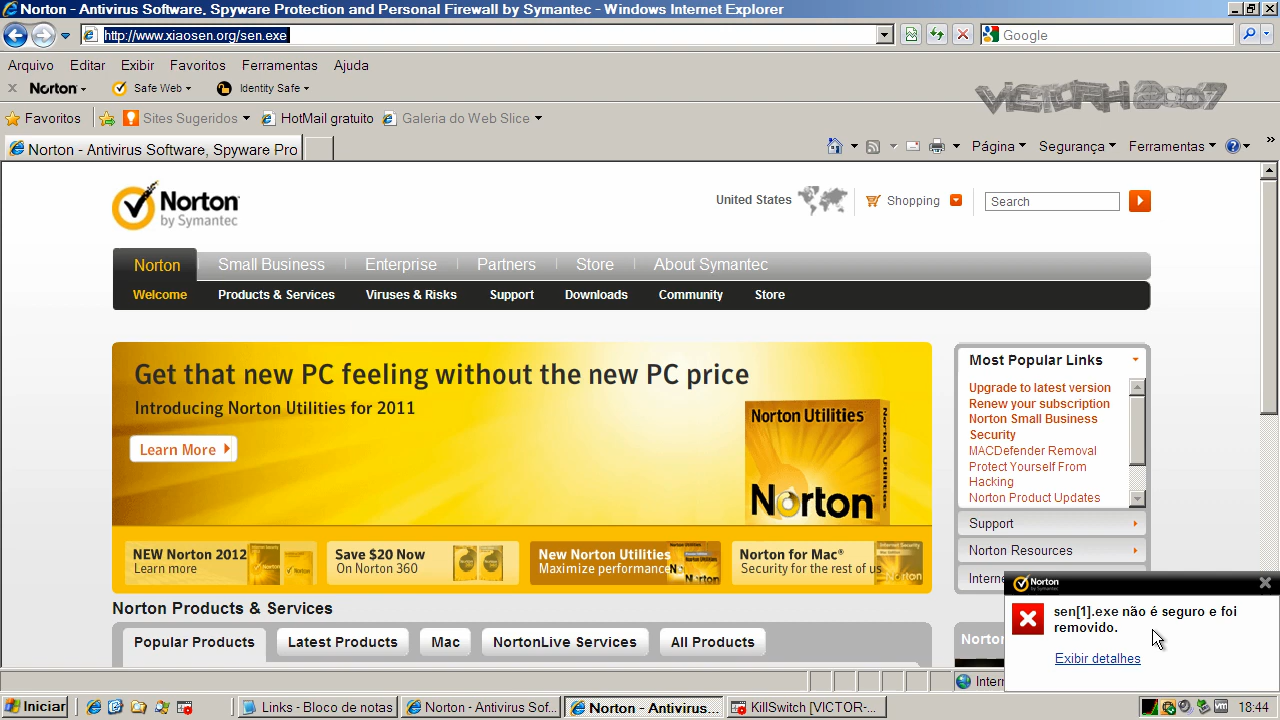 Norton - Antivirus Software, Spyware Protection and Personal Firewall by Symantec - Windows Internet Explorer
http://www.xiaosen.org/sen.exe
Google
Arquivo Editar Exibir Favoritos Ferramentas Ajuda
Norton Safe Web Identity Safe
VICTORH 2007
Favoritos Sites Sugeridos HotMail gratuito Galeria do Web Slice
Norton - Antivirus Software, Spyware Pro
Página Segurança Ferramentas
Norton
by Symantec
United States
Shopping
Search
Norton Small Business Enterprise Partners Store About Symantec
Welcome Products & Services Viruses & Risks Support Downloads Community Store
Get that new PC feeling without the new PC price
Introducing Norton Utilities for 2011
Learn More
Norton Utilities
Norton Utilities
Norton
NEW Norton 2012
Learn more
Save $20 Now
On Norton 360
New Norton Utilities
Maximize performance
Norton for Mac®
Security for the rest of us
Most Popular Links
Upgrade to latest version
Renew your subscription
Norton Small Business
Security
MACDefender Removal
Protect Yourself From
Hacking
Norton Product Updates
Support
Norton Resources
Interne
Norton Products & Services
Popular Products Latest Products Mac NortonLive Services All Products
Norton
Norton
sen[1].exe não é seguro e foi
removido.
Exibir detalhes
Intern
Iniciar
Links - Bloco de notas
Norton - Antivirus Sof...
Norton - Antivirus...
KillSwitch [VICTOR-...
18:44